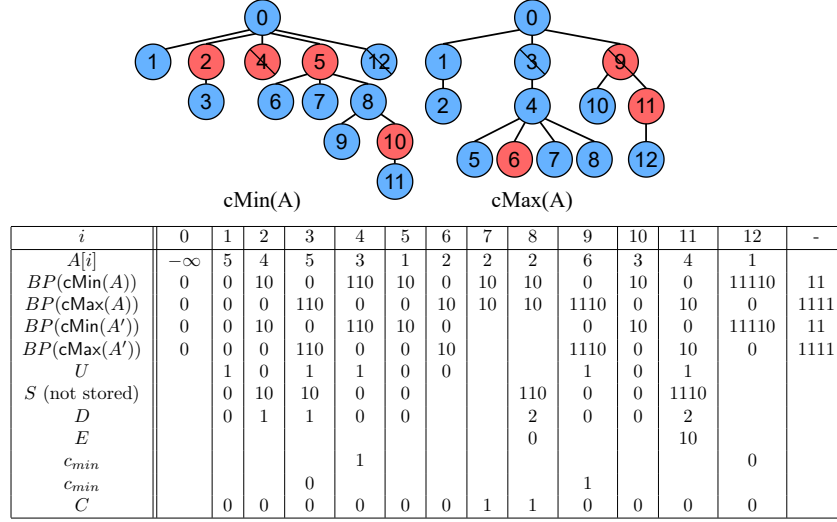 0 0
1 2 4 5 12 1 3 9
3 6 7 8 2 4 10 11
9 10 5 6 7 8 12
11
cMin(A) cMax(A)
i 0 1 2 3 4 5 6 7 8 9 10 11 12 -
A[i] −∞ 5 4 5 3 1 2 2 2 6 3 4 1
BP(cMin(A)) 0 0 10 0 110 10 0 10 10 0 10 0 11110 11
BP(cMax(A)) 0 0 0 110 0 0 10 10 10 1110 0 10 0 1111
BP(cMin(A′)) 0 0 10 0 110 10 0 0 10 0 11110 11
BP(cMax(A′)) 0 0 0 110 0 0 10 1110 0 10 0 1111
U 1 0 1 1 0 0 1 0 1
S (not stored) 0 10 10 0 0 110 0 0 1110
D 0 1 1 0 0 2 0 0 2
E 0 10
cmin 1 0
cmin 0 1
C 0 0 0 0 0 0 1 1 0 0 0 0